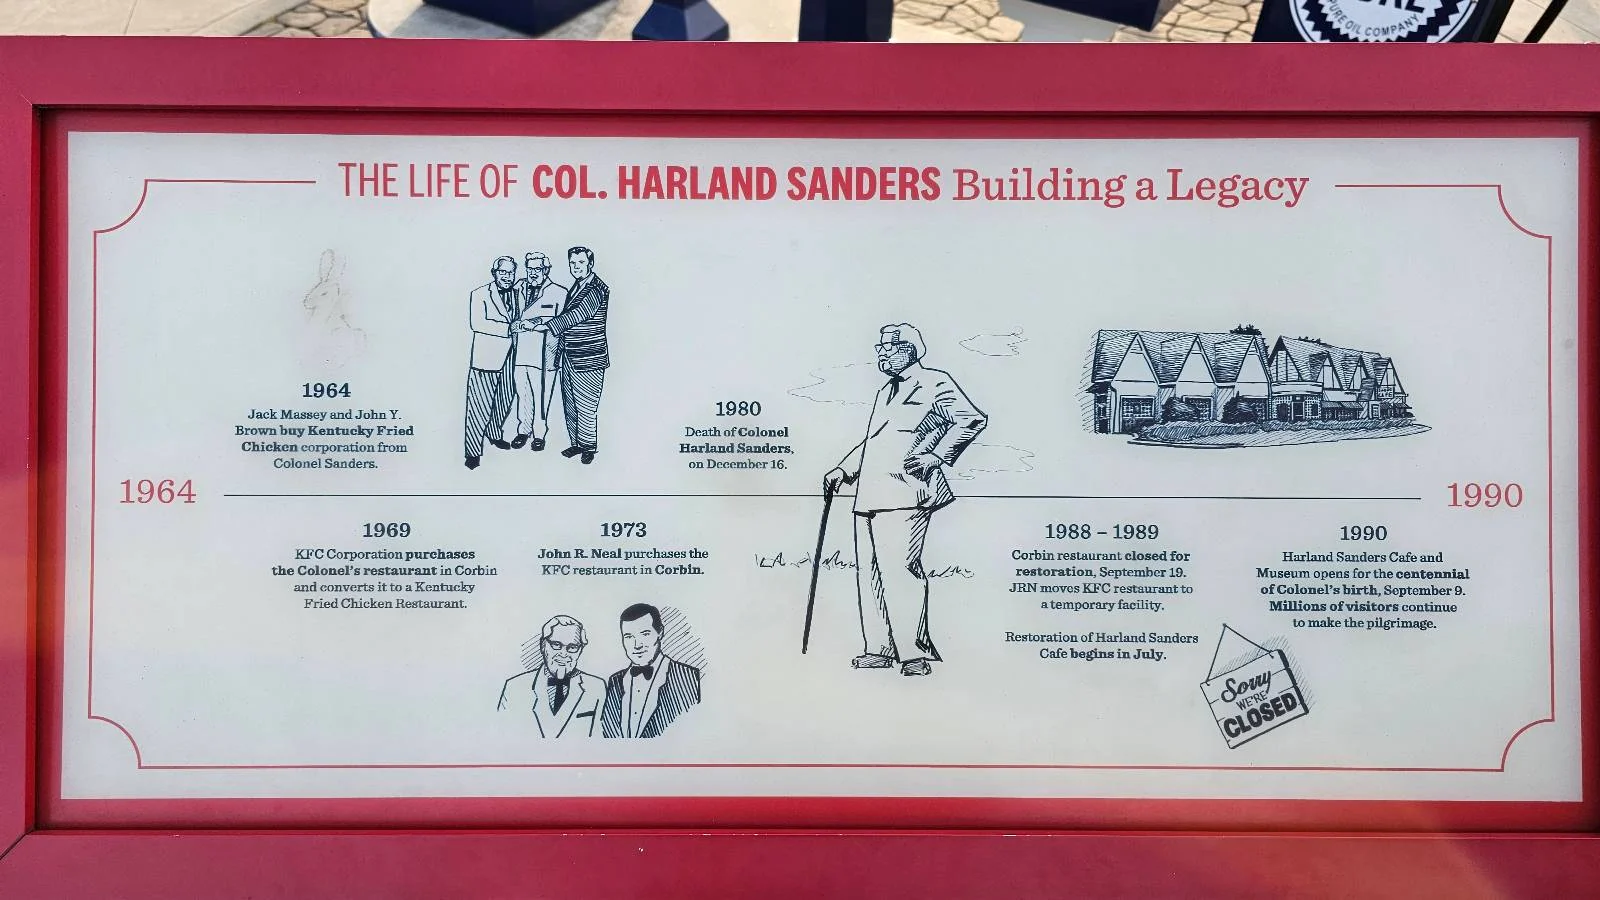 PURE OIL COMPANY
THE LIFE OF COL. HARLAND SANDERS Building a Legacy
1964
Jack Massey and John Y.
Brown buy Kentucky Fried
Chicken corporation from
Colonel Sanders.
1980
Death of Colonel
Harland Sanders,
on December 16.
1964
1990
1969
KFC Corporation purchases
the Colonel's restaurant in Corbin
and converts it to a Kentucky
Fried Chicken Restaurant.
1973
John R. Neal purchases the
KFC restaurant in Corbin.
1988 – 1989
Corbin restaurant closed for
restoration, September 19.
JRN moves KFC restaurant to
a temporary facility.
Restoration of Harland Sanders
Cafe begins in July.
1990
Harland Sanders Cafe and
Museum opens for the centennial
of Colonel's birth, September 9.
Millions of visitors continue
to make the pilgrimage.
Sorry
WE'RE
CLOSED